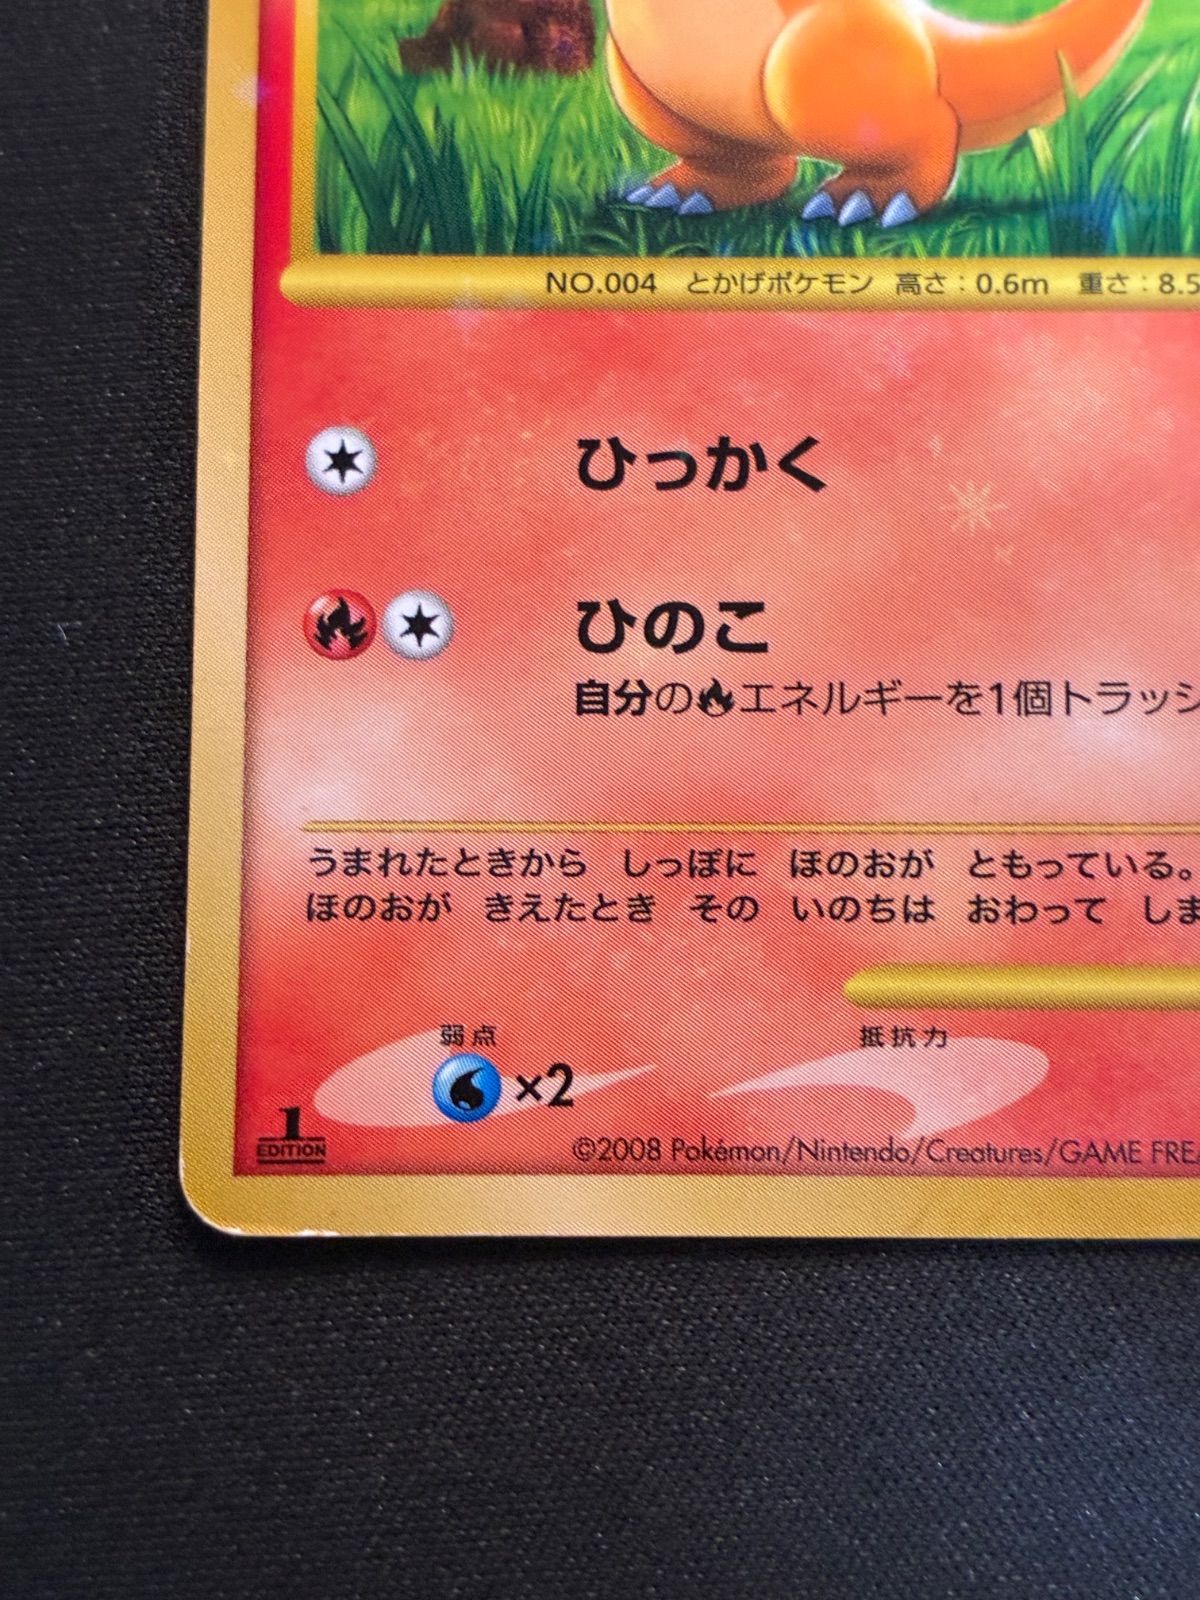 NO.004 とかげポケモン 高さ：0.6m 重さ：8.5
ひっかく
ひのこ
自分のエネルギーを1個トラッシ
うまれたときから しっぽに ほのおが ともっている。
ほのおが きえたとき その いのちは おわって しま
弱点 抵抗力
×2
1
EDITION
©2008 Pokémon/Nintendo/Creatures/GAME FREA